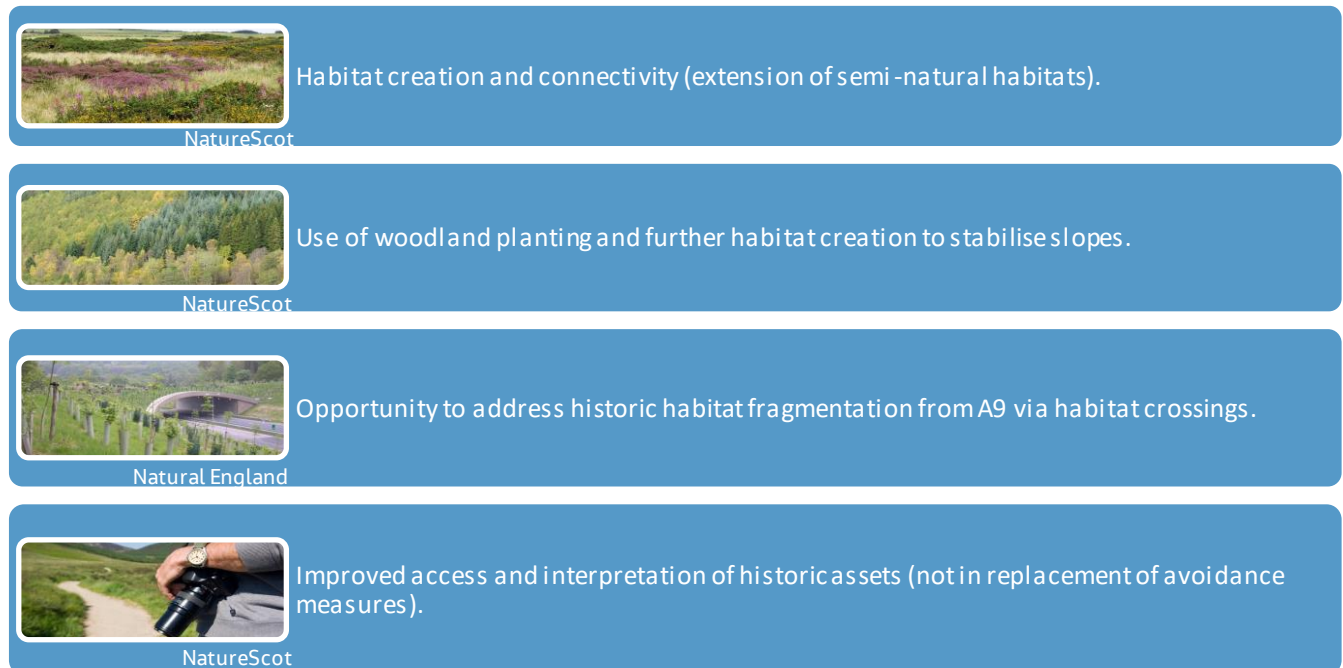 Habitat creation and connectivity (extension of semi-natural habitats).
NatureScot
Use of woodland planting and further habitat creation to stabilise slopes.
NatureScot
Opportunity to address historic habitat fragmentation from A9 via habitat crossings.
Natural England
Improved access and interpretation of historic assets (not in replacement of avoidance
measures).
NatureScot